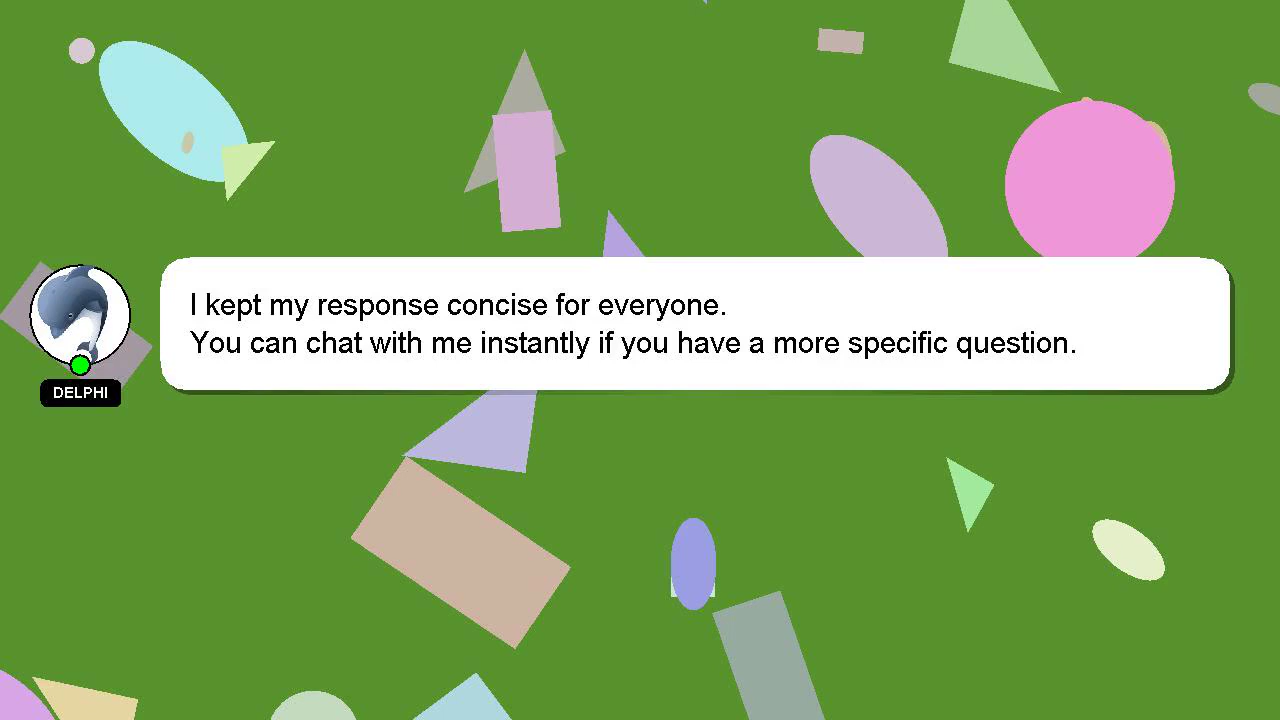 I kept my response concise for everyone.
You can chat with me instantly if you have a more specific question.
DELPHI